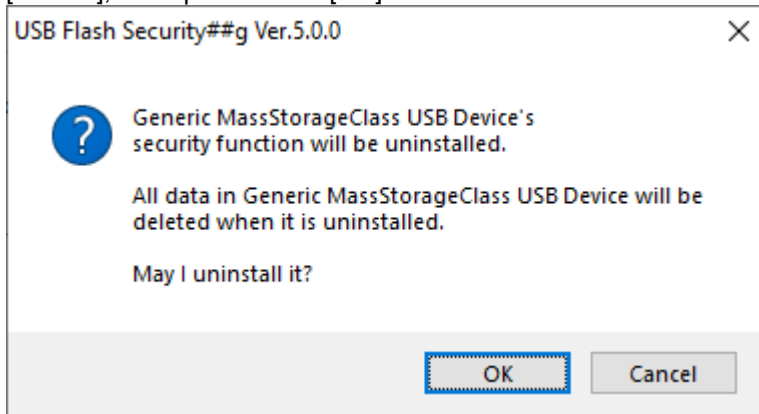 USB Flash Security##g Ver.5.0.0
Generic MassStorageClass USB Device's
security function will be uninstalled.
All data in Generic MassStorageClass USB Device will be
deleted when it is uninstalled.
May I uninstall it?
OK
Cancel